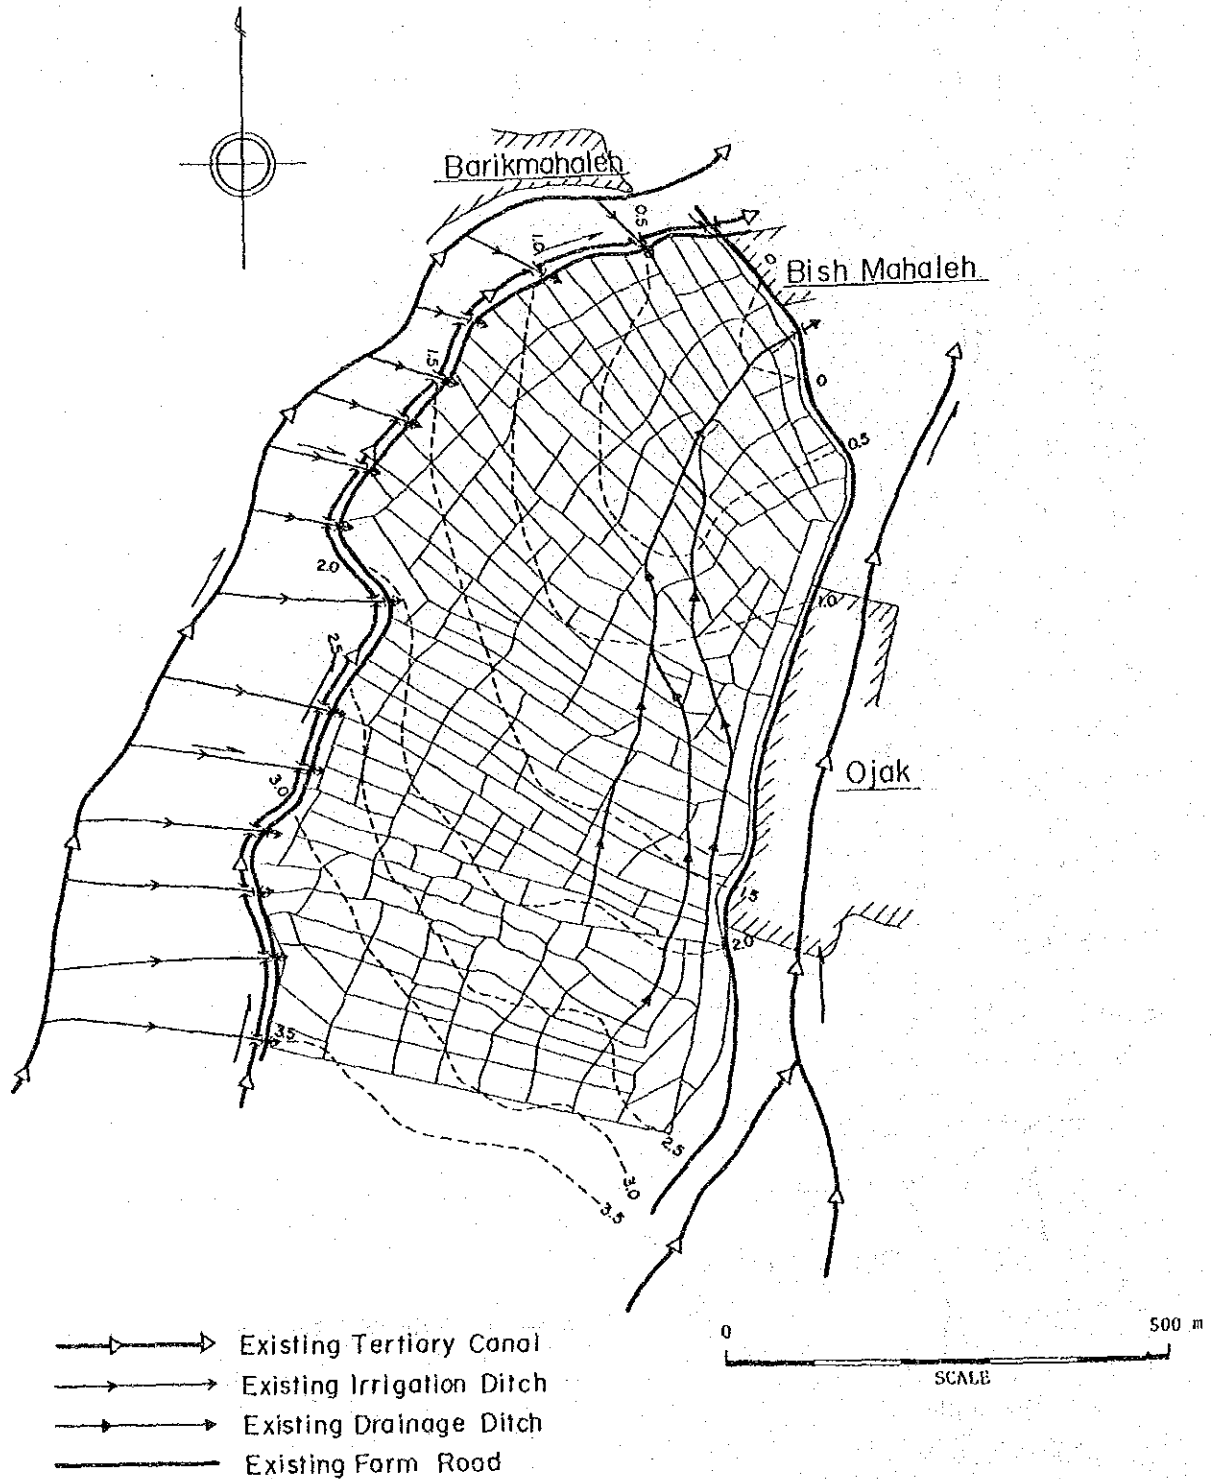 Barikmahaleh
0.5
1.0
0
Bish Mahaleh
1.5
0
0.5
2.0
1.0
2.5
3.0
Ojak
1.5
2.0
3.5
2.5
3.0
3.5
0 500 m
SCALE
Existing Tertiary Canal
Existing Irrigation Ditch
Existing Drainage Ditch
Existing Farm Road